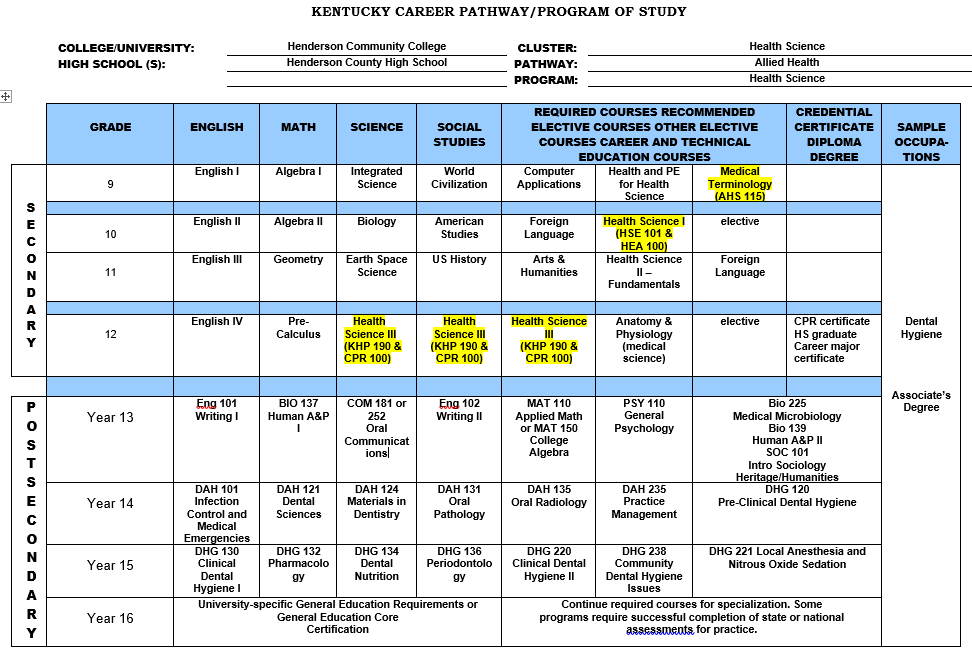 KENTUCKY CAREER PATHWAY/PROGRAM OF STUDY
COLLEGE/UNIVERSITY: Henderson Community College CLUSTER: Health Science
HIGH SCHOOL (S): Henderson County High School PATHWAY: Allied Health
PROGRAM: Health Science
GRADE
ENGLISH
MATH
SCIENCE
SOCIAL
STUDIES
REQUIRED COURSES RECOMMENDED
ELECTIVE COURSES OTHER ELECTIVE
COURSES CAREER AND TECHNICAL
EDUCATION COURSES
CREDENTIAL
CERTIFICATE
DIPLOMA
DEGREE
SAMPLE
OCCUPA-
TIONS
SECONDARY
9
English I
Algebra I
Integrated
Science
World
Civilization
Computer
Applications
Health and PE
for Health
Science
Medical
Terminology
(AHS 115)
10
English II
Algebra II
Biology
American
Studies
Foreign
Language
Health Science I
(HSE 101 &
HEA 100)
elective
11
English III
Geometry
Earth Space
Science
US History
Arts &
Humanities
Health Science
II –
Fundamentals
Foreign
Language
12
English IV
Pre-
Calculus
Health
Science III
(KHP 190 &
CPR 100)
Health
Science III
(KHP 190 &
CPR 100)
Health Science
III
(KHP 190 &
CPR 100)
Anatomy &
Physiology
(medical
science)
elective
CPR certificate
HS graduate
Career major
certificate
Dental
Hygiene
Associate's
Degree
POSTSECONDARY
Year 13
Eng 101
Writing I
BIO 137
Human A&P
I
COM 181 or
252
Oral
Communicat
ions
Eng 102
Writing II
MAT 110
Applied Math
or MAT 150
College
Algebra
PSY 110
General
Psychology
Bio 225
Medical Microbiology
Bio 139
Human A&P II
SOC 101
Intro Sociology
Heritage/Humanities
Year 14
DAH 101
Infection
Control and
Medical
Emergencies
DAH 121
Dental
Sciences
DAH 124
Materials in
Dentistry
DAH 131
Oral
Pathology
DAH 135
Oral Radiology
DAH 235
Practice
Management
DHG 120
Pre-Clinical Dental Hygiene
Year 15
DHG 130
Clinical
Dental
Hygiene I
DHG 132
Pharmacolo
gy
DHG 134
Dental
Nutrition
DHG 136
Periodontolo
gy
DHG 220
Clinical Dental
Hygiene II
DHG 238
Community
Dental Hygiene
Issues
DHG 221 Local Anesthesia and
Nitrous Oxide Sedation
Year 16
University-specific General Education Requirements or
General Education Core
Certification
Continue required courses for specialization. Some
programs require successful completion of state or national
assessments for practice.